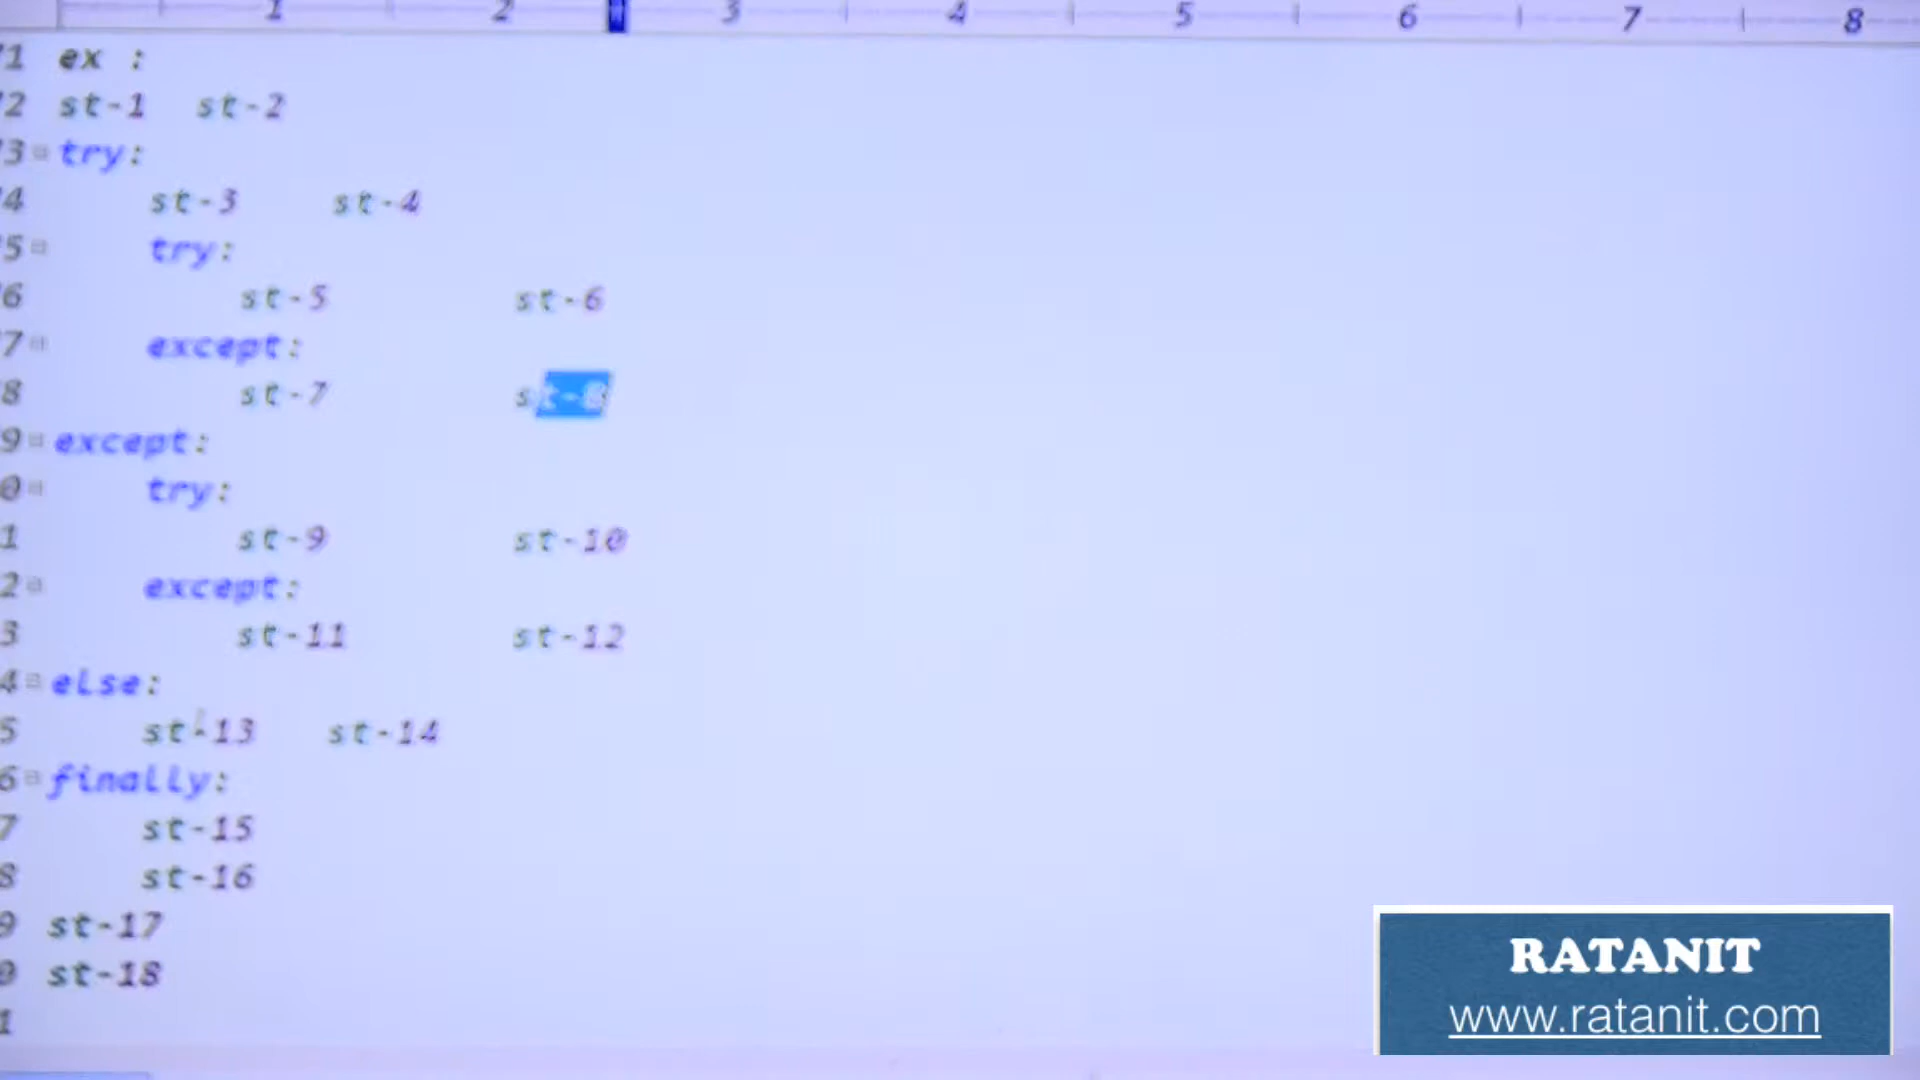 1 2 3 4 5 6 7 8
1 ex :
2 st-1 st-2
3 try:
4 st-3 st-4
5 try:
6 st-5 st-6
7 except:
8 st-7 st-8
9 except:
0 try:
1 st-9 st-10
2 except:
3 st-11 st-12
4 else:
5 st-13 st-14
6 finally:
7 st-15
8 st-16
9 st-17
0 st-18
1
RATANIT
www.ratanit.com